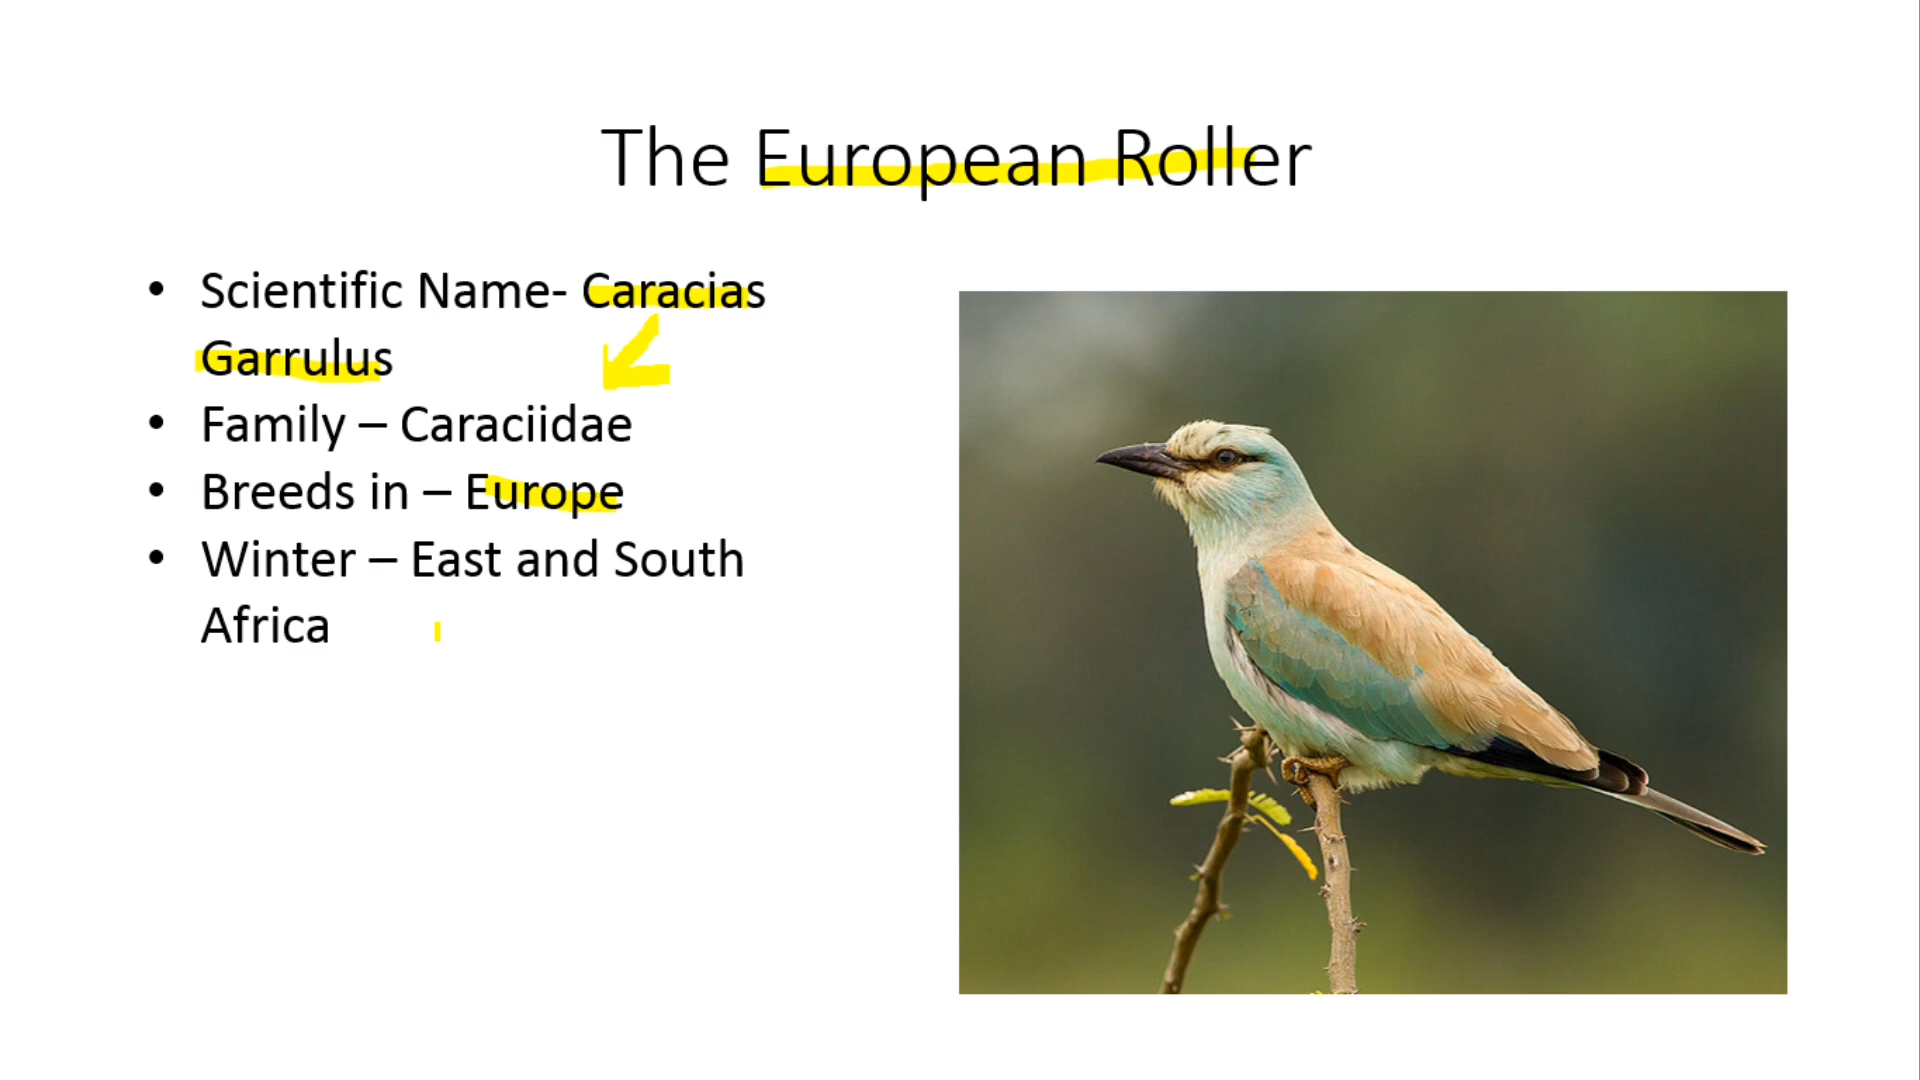 The European Roller
• Scientific Name- Caracias
Garrulus
• Family – Caraciidae
• Breeds in – Europe
• Winter – East and South
Africa